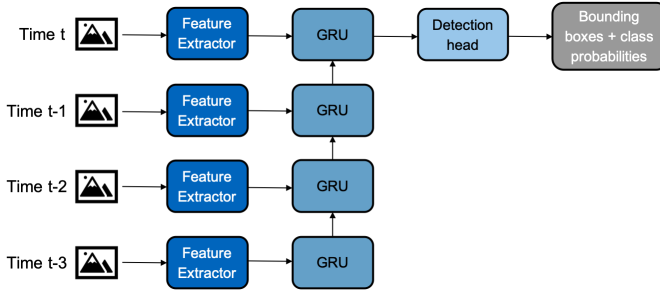 Time t
Feature
Extractor
GRU
Detection
head
Bounding
boxes + class
probabilities
Time t-1
Feature
Extractor
GRU
Time t-2
Feature
Extractor
GRU
Time t-3
Feature
Extractor
GRU